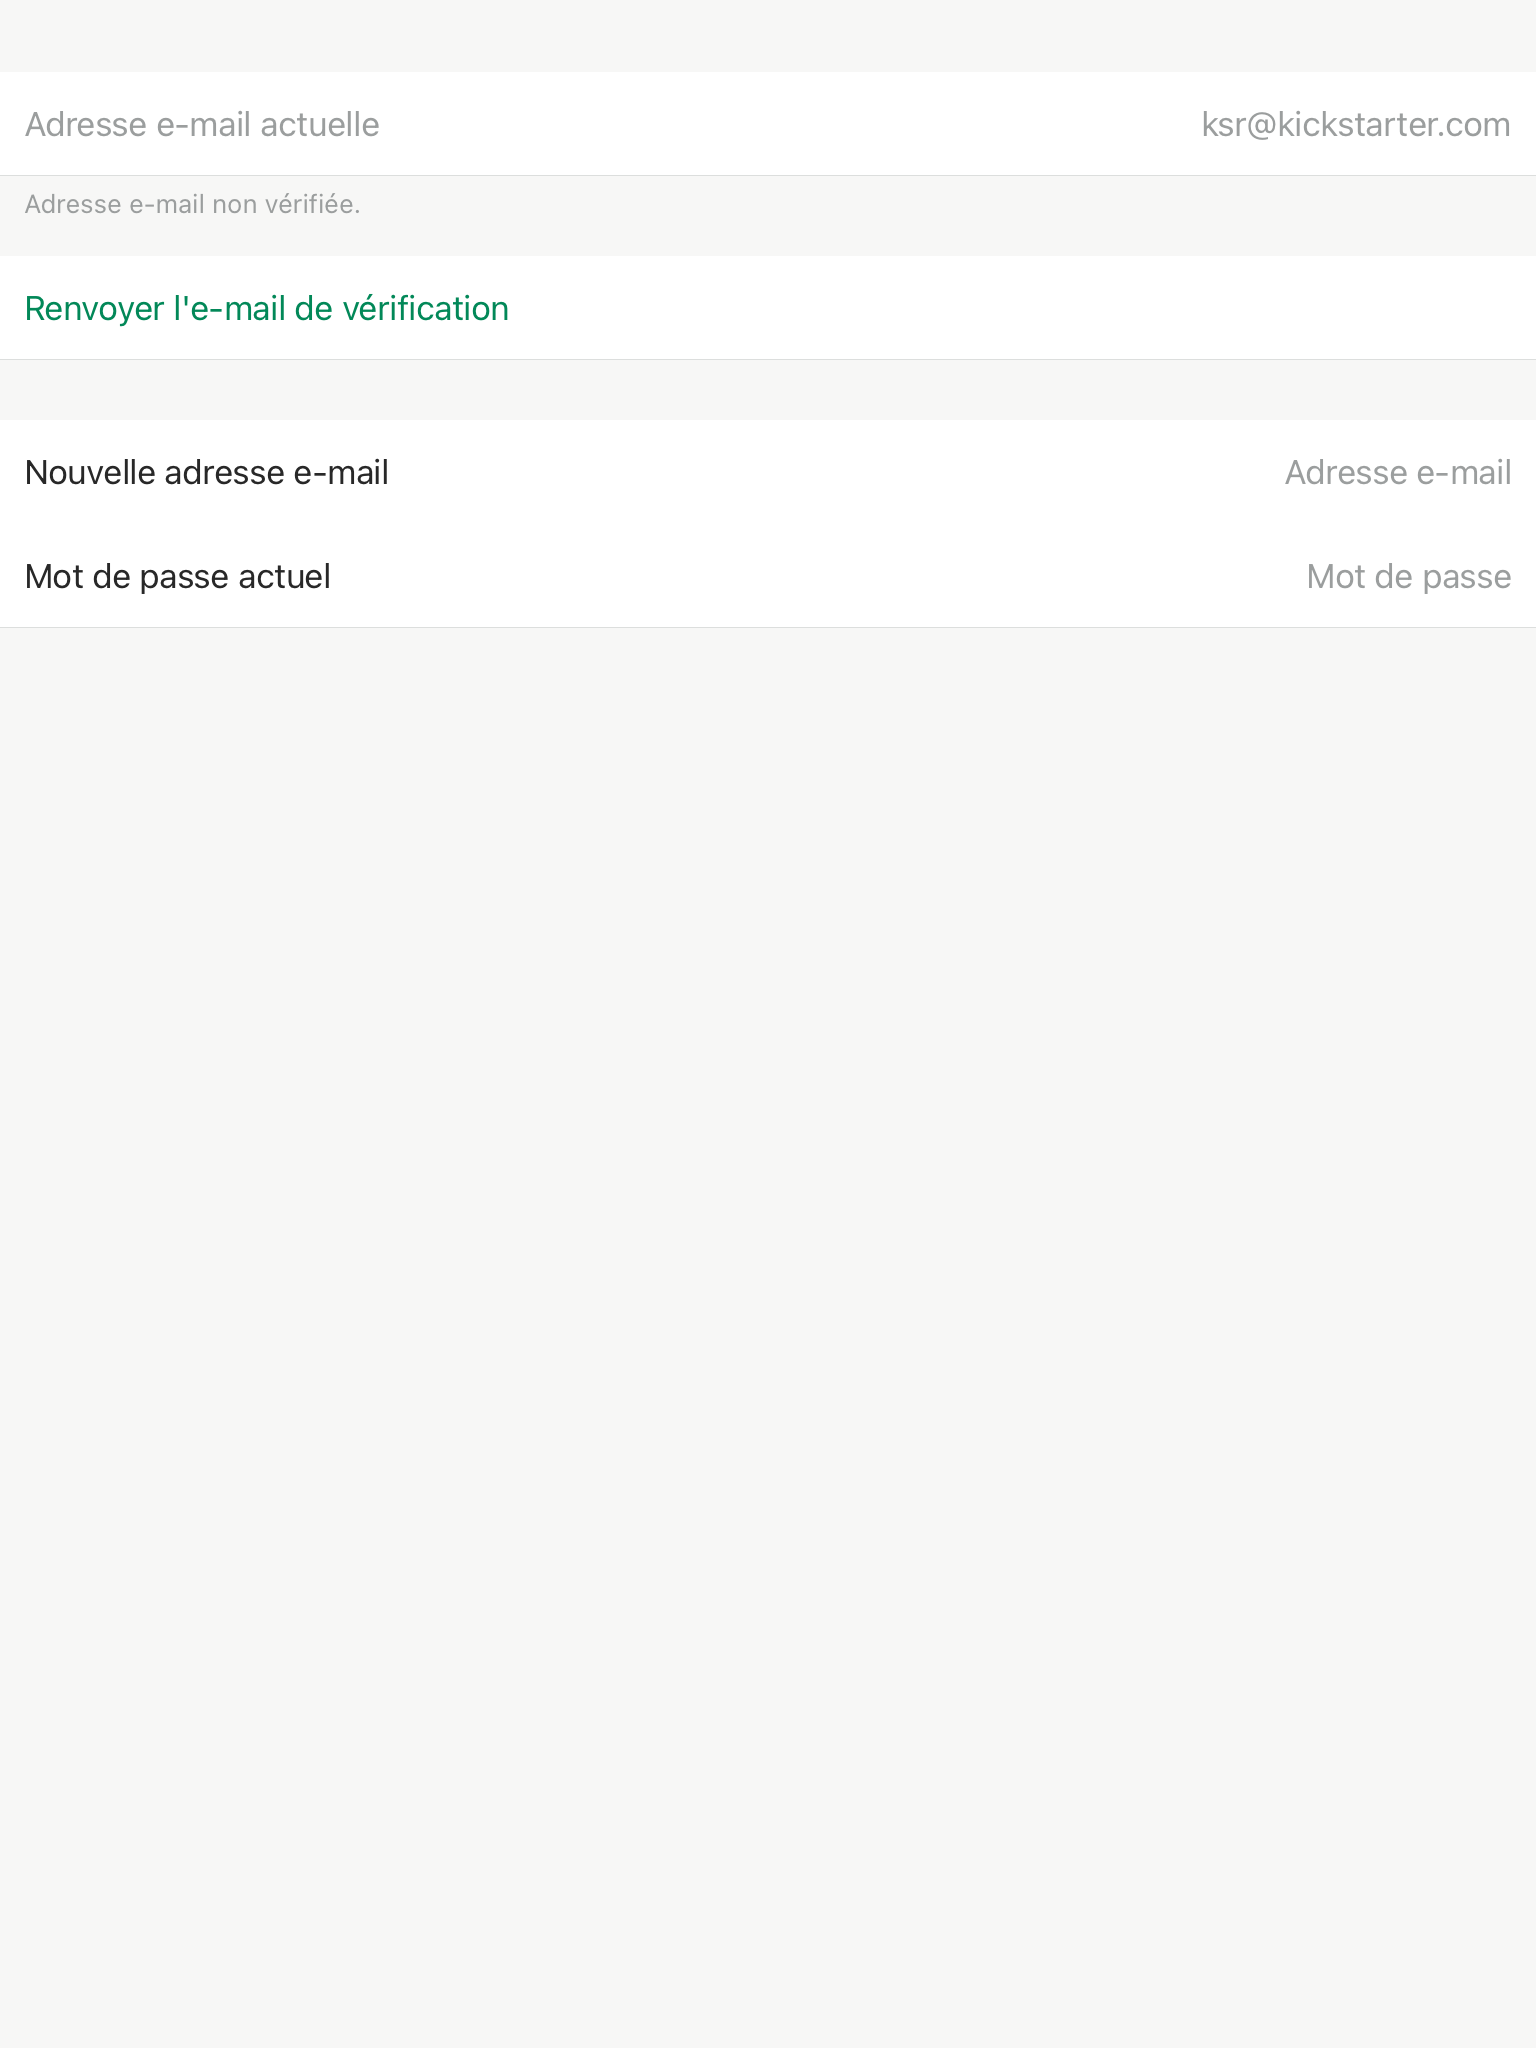 Adresse e-mail actuelle ksr@kickstarter.com
Adresse e-mail non vérifiée.
Renvoyer l'e-mail de vérification
Nouvelle adresse e-mail Adresse e-mail
Mot de passe actuel Mot de passe